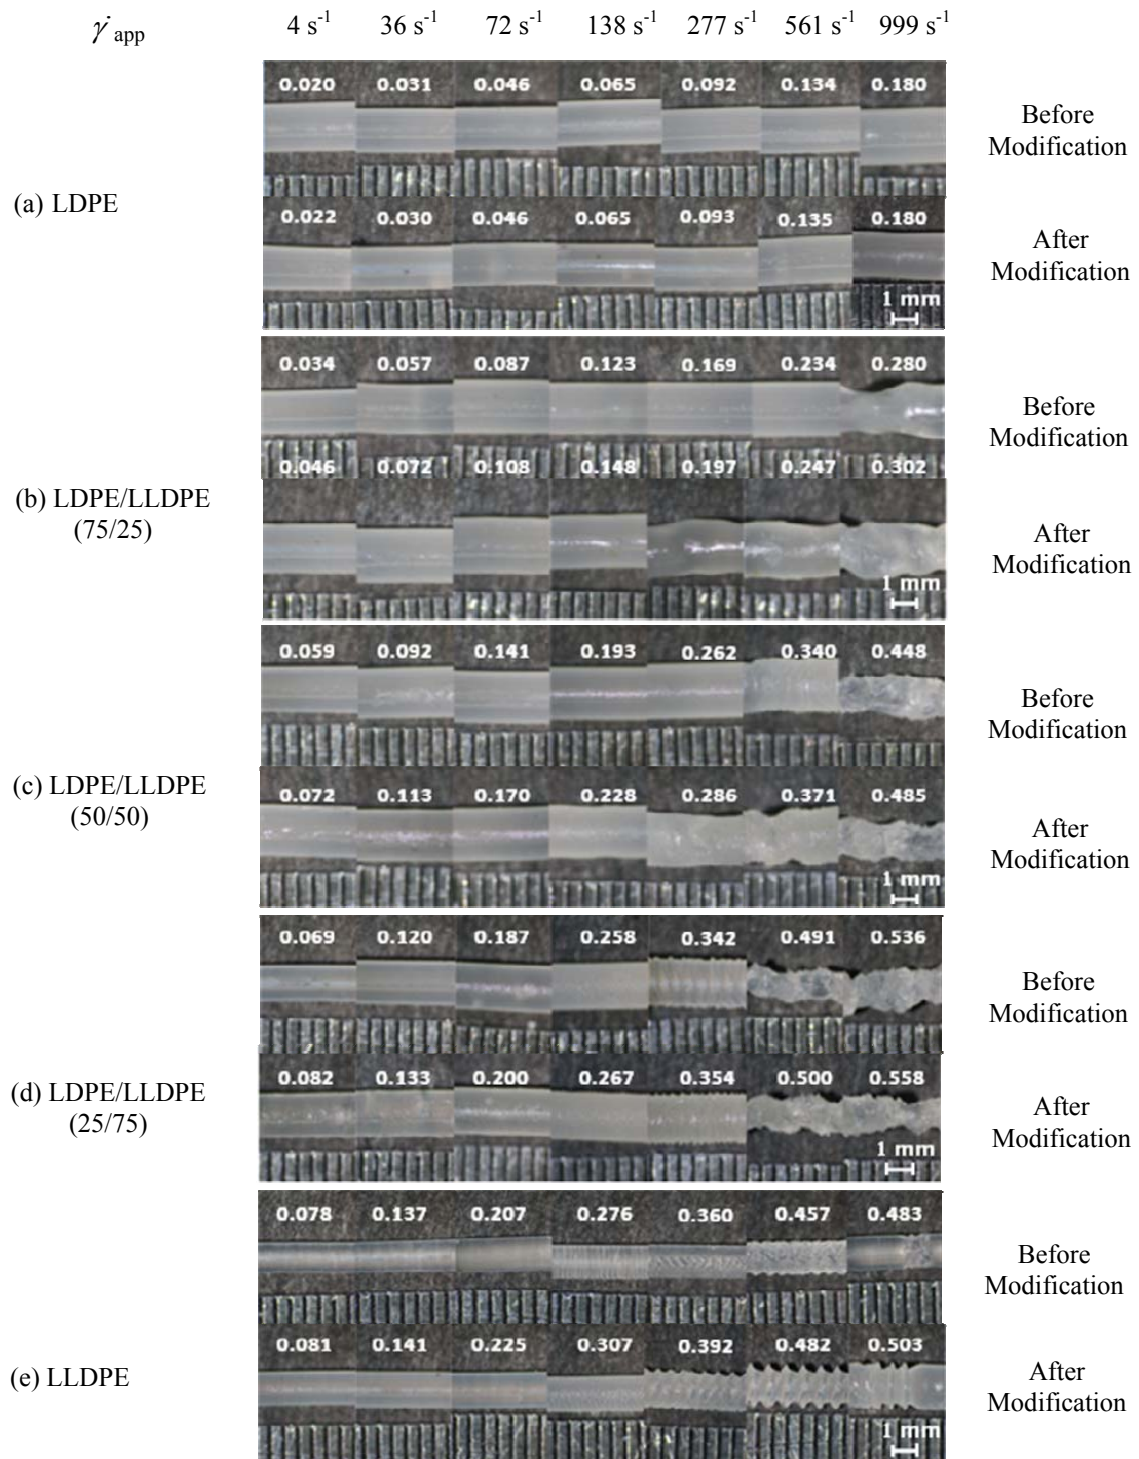 γ̇ app 4 s⁻¹ 36 s⁻¹ 72 s⁻¹ 138 s⁻¹ 277 s⁻¹ 561 s⁻¹ 999 s⁻¹
0.020 0.031 0.046 0.065 0.092 0.134 0.180
Before
Modification
(a) LDPE
0.022 0.030 0.046 0.065 0.093 0.135 0.180
After
Modification
1 mm
0.034 0.057 0.087 0.123 0.169 0.234 0.280
Before
Modification
0.046 0.072 0.108 0.148 0.197 0.247 0.302
(b) LDPE/LLDPE
(75/25)
After
Modification
1 mm
0.059 0.092 0.141 0.193 0.262 0.340 0.448
Before
Modification
(c) LDPE/LLDPE
(50/50)
0.072 0.113 0.170 0.228 0.286 0.371 0.485
After
Modification
1 mm
0.069 0.120 0.187 0.258 0.342 0.491 0.536
Before
Modification
0.082 0.133 0.200 0.267 0.354 0.500 0.558
(d) LDPE/LLDPE
(25/75)
After
Modification
1 mm
0.078 0.137 0.207 0.276 0.360 0.457 0.483
Before
Modification
0.081 0.141 0.225 0.307 0.392 0.482 0.503
(e) LLDPE
After
Modification
1 mm